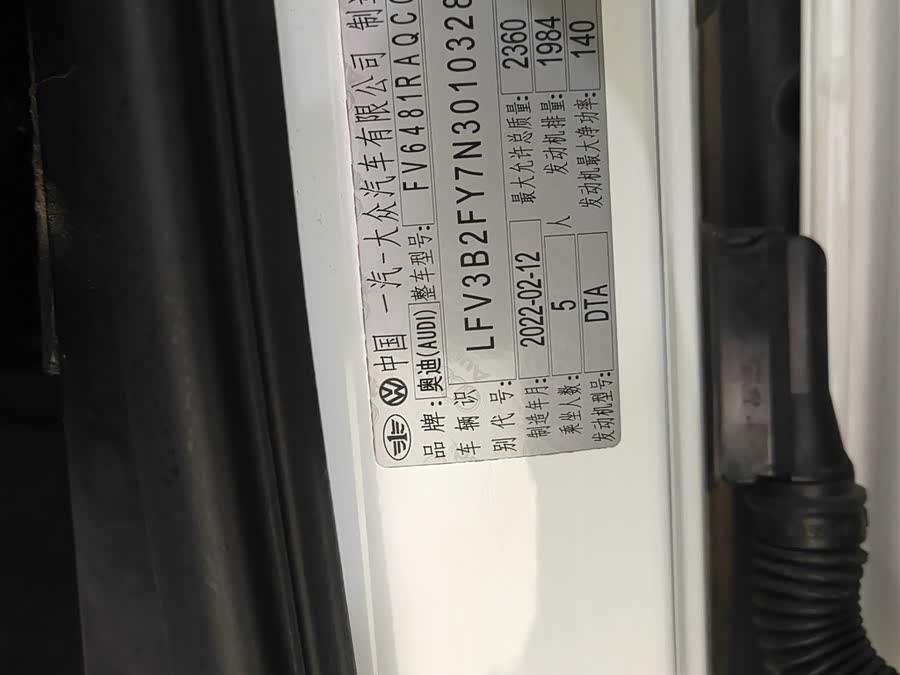 中国 一汽-大众汽车有限公司 制
品牌: 奥迪(AUDI) 整车型号: FV6481RAQC
车辆识别代号: LFV3B2FY7N3010328
制造年月: 2022-02-12 最大允许总质量: 2360
乘坐人数: 5 人 发动机排量: 1984
发动机型号: DTA 发动机最大净功率: 140